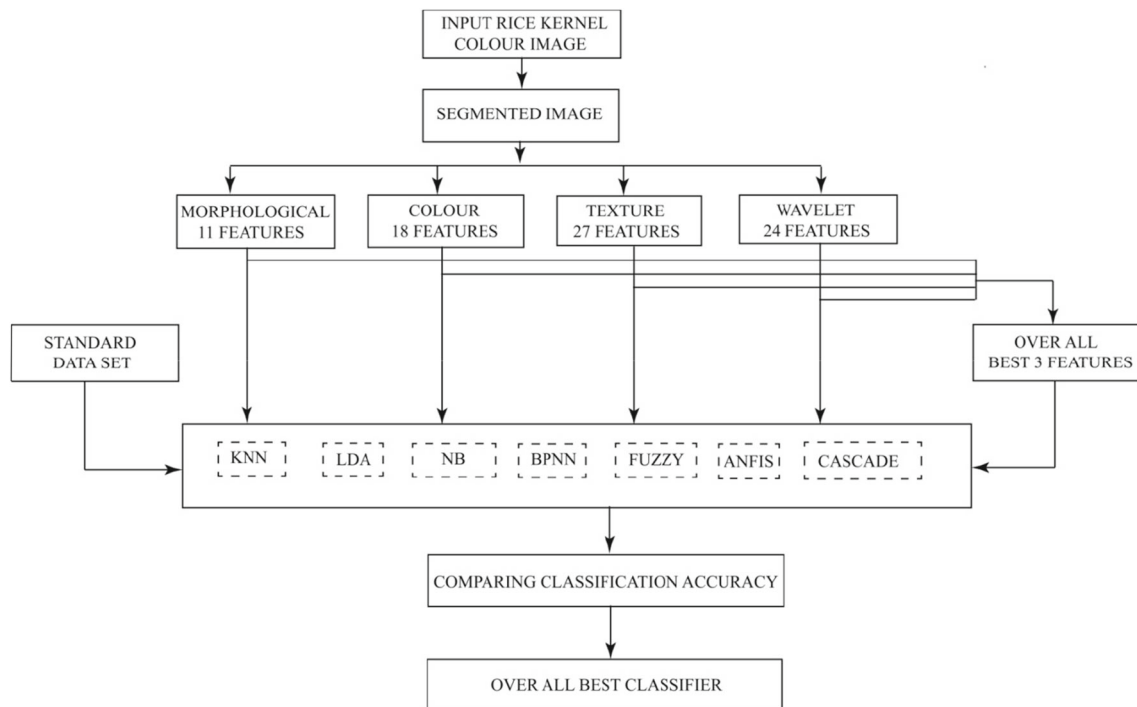 INPUT RICE KERNEL
COLOUR IMAGE
SEGMENTED IMAGE
MORPHOLOGICAL
11 FEATURES
COLOUR
18 FEATURES
TEXTURE
27 FEATURES
WAVELET
24 FEATURES
STANDARD
DATA SET
OVER ALL
BEST 3 FEATURES
KNN
LDA
NB
BPNN
FUZZY
ANFIS
CASCADE
COMPARING CLASSIFICATION ACCURACY
OVER ALL BEST CLASSIFIER